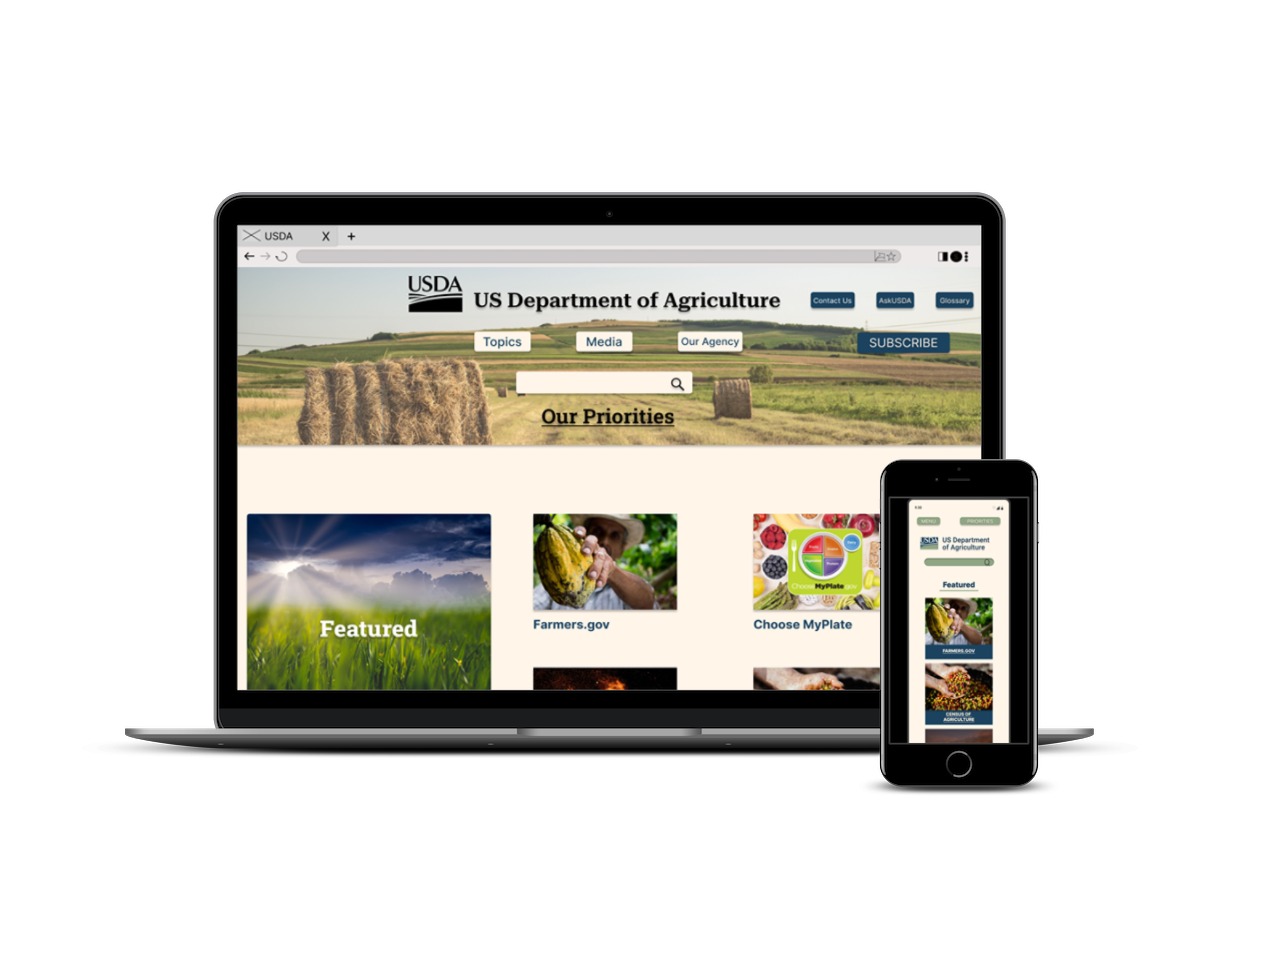 USDA X +
USDA
US Department of Agriculture
Contact Us
AskUSDA
Glossary
Topics
Media
Our Agency
SUBSCRIBE
Our Priorities
Featured
Farmers.gov
Choose MyPlate
Choose MyPlate.gov
MENU
PRIORITIES
USDA
US Department
of Agriculture
Featured
FARMERS.GOV
CENSUS OF
AGRICULTURE